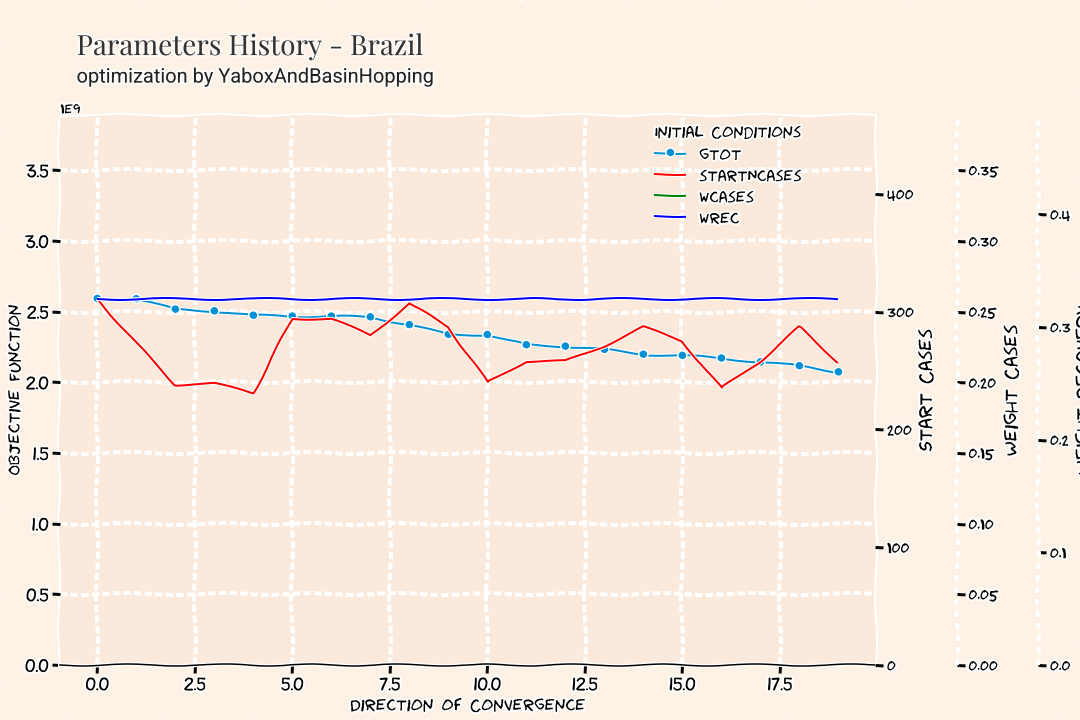 Parameters History - Brazil
optimization by YaboxAndBasinHopping
1E9
INITIAL CONDITIONS
GTOT
STARTNCASES
WCASES
WREC
3.5
3.0
2.5
2.0
1.5
1.0
0.5
0.0
OBJECTIVE FUNCTION
0.0 2.5 5.0 7.5 10.0 12.5 15.0 17.5
DIRECTION OF CONVERGENCE
400
300
200
100
0
START CASES
0.35
0.30
0.25
0.20
0.15
0.10
0.05
0.00
WEIGHT CASES
0.4
0.3
0.2
0.1
0.0